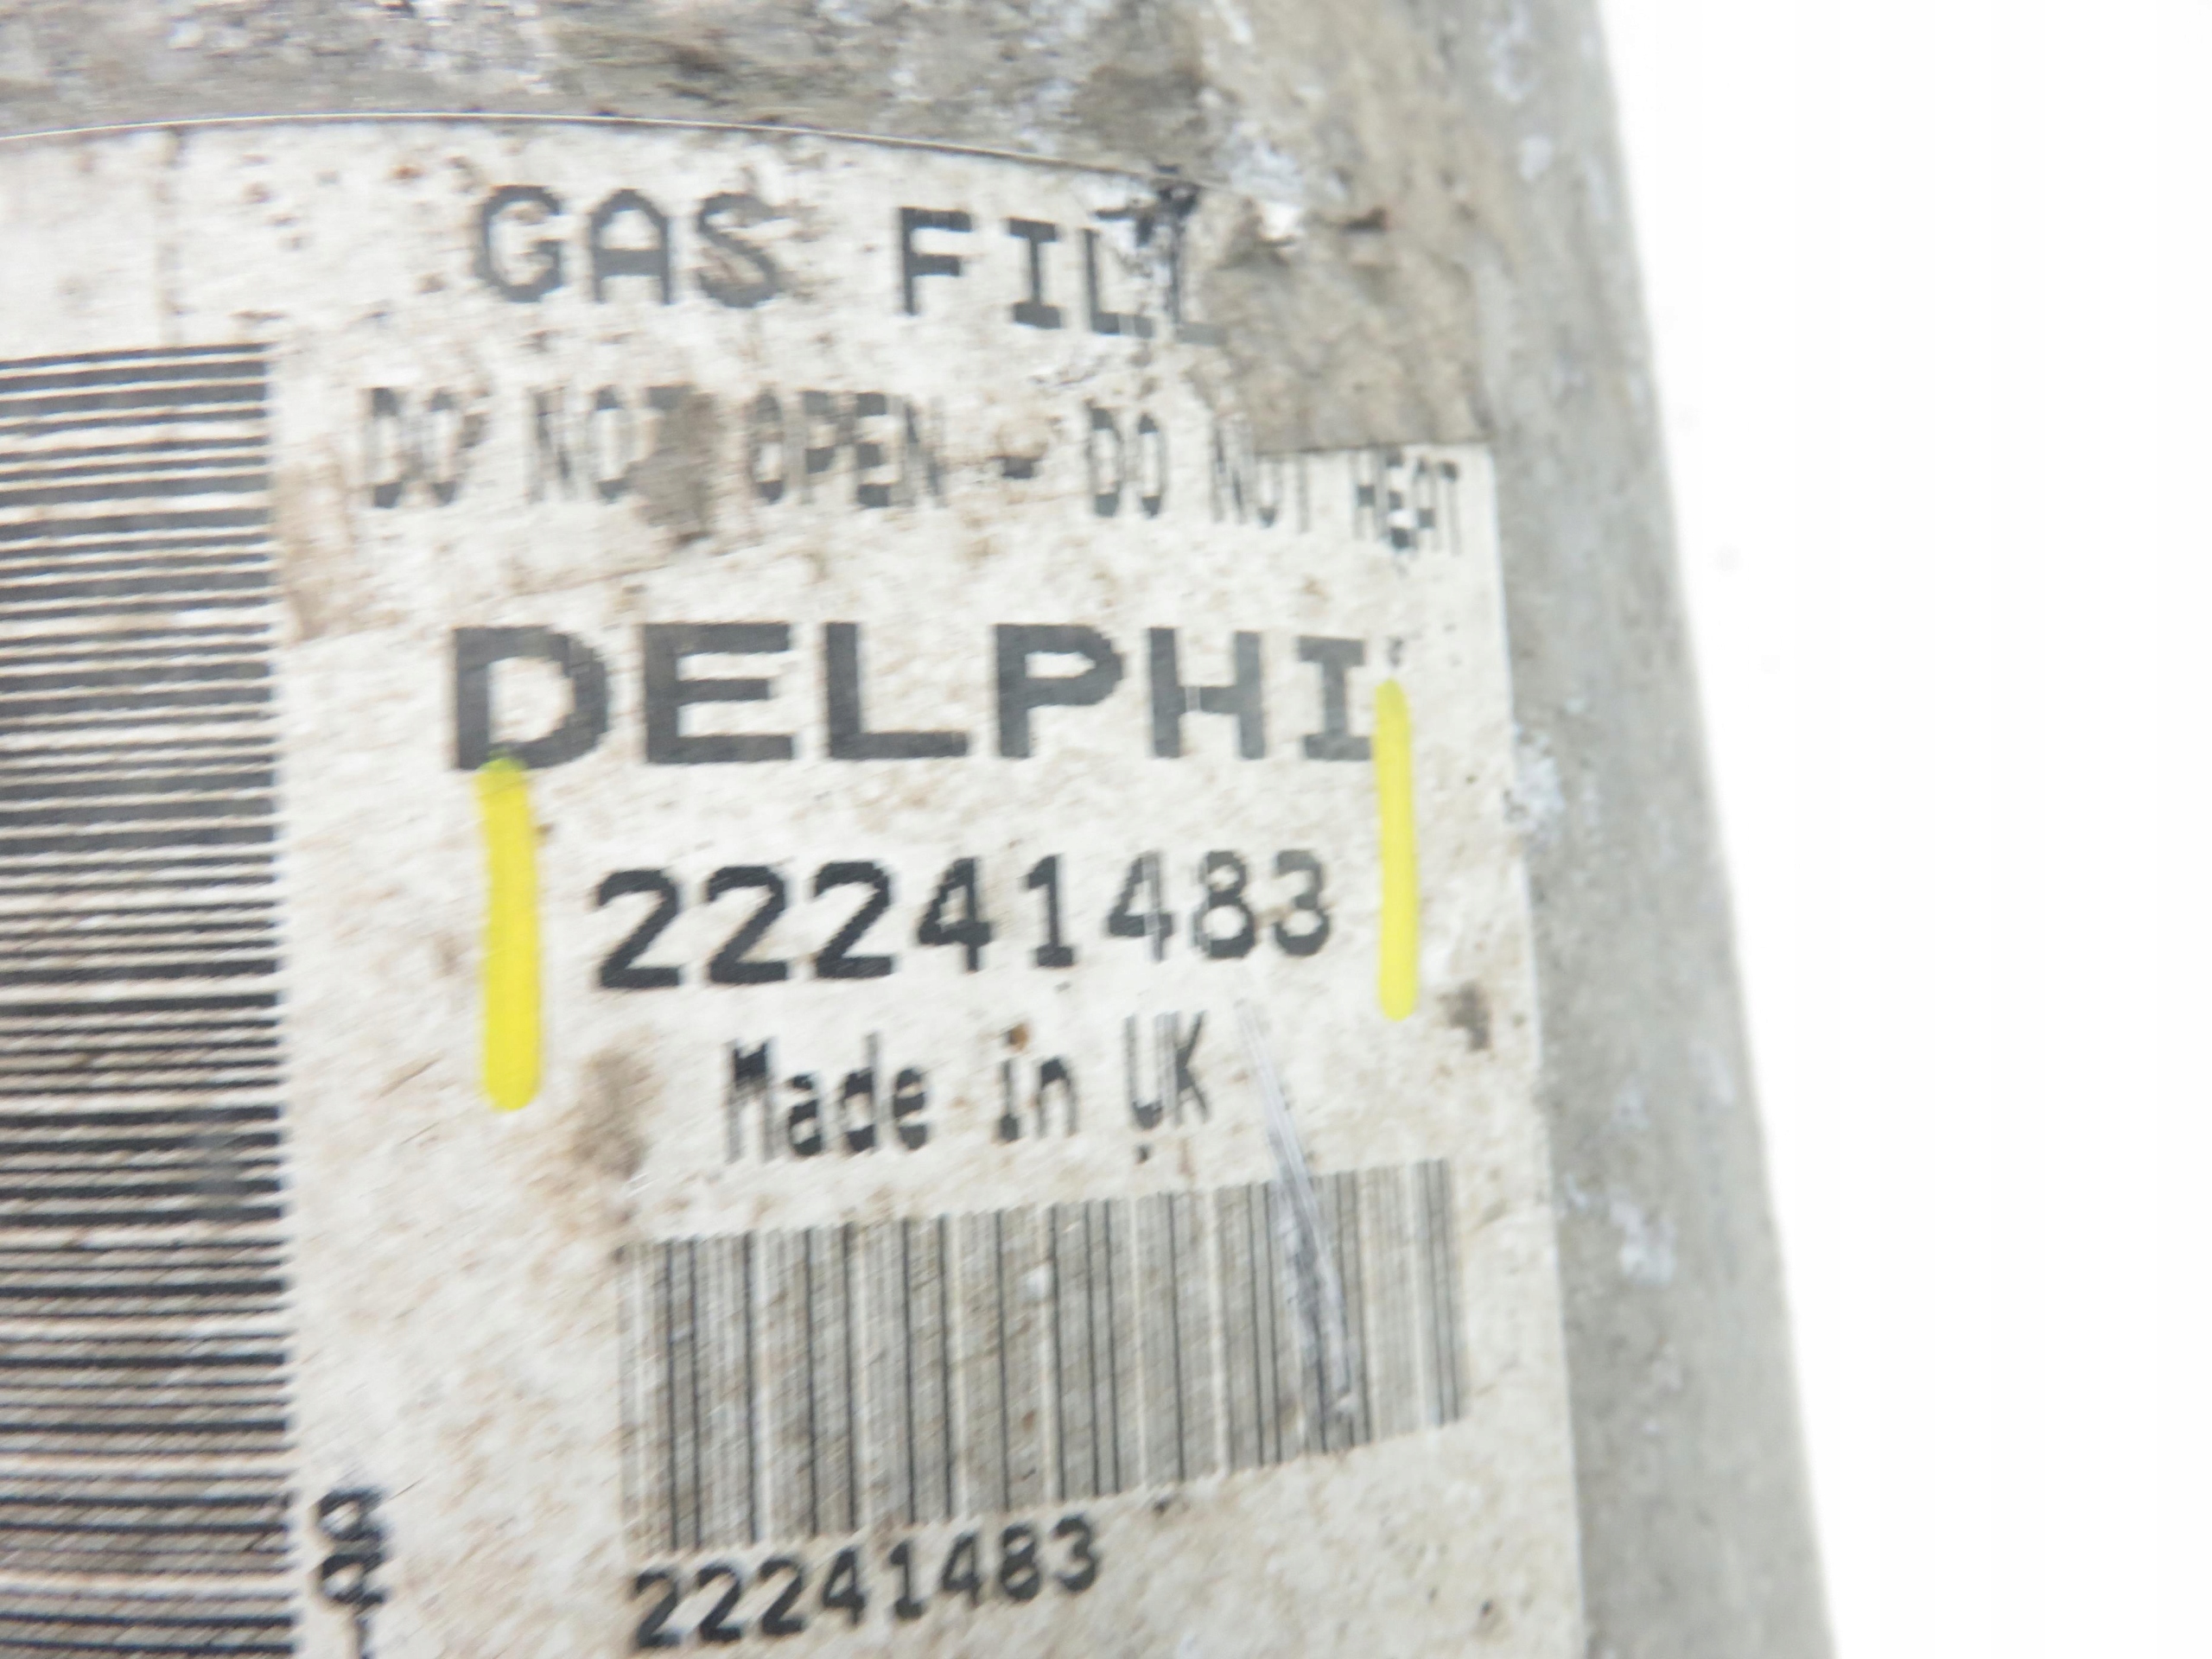 GAS FILL
DO NOT OPEN - DO NOT HEAT
DELPHI
22241483
Made in UK
22241483